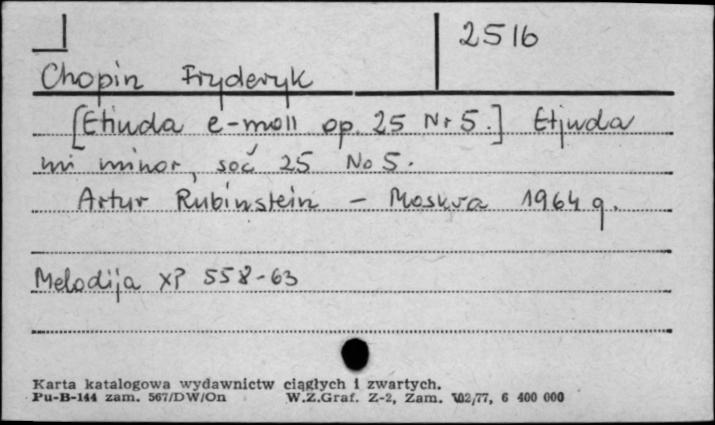 2516
Chopin Fryderyk
[Etiuda e-moll op. 25 Nr 5.] Etjuda
mi minor, soč 25 No 5.
Artur Rubinstein - Moskva 1964 g.
Melodija XP 558-63
Karta katalogowa wydawnictw ciągłych i zwartych.
Pu-B-144 zam. 567/DW/On W.Z.Graf. Z-2, Zam. 102/77, 6 400 000